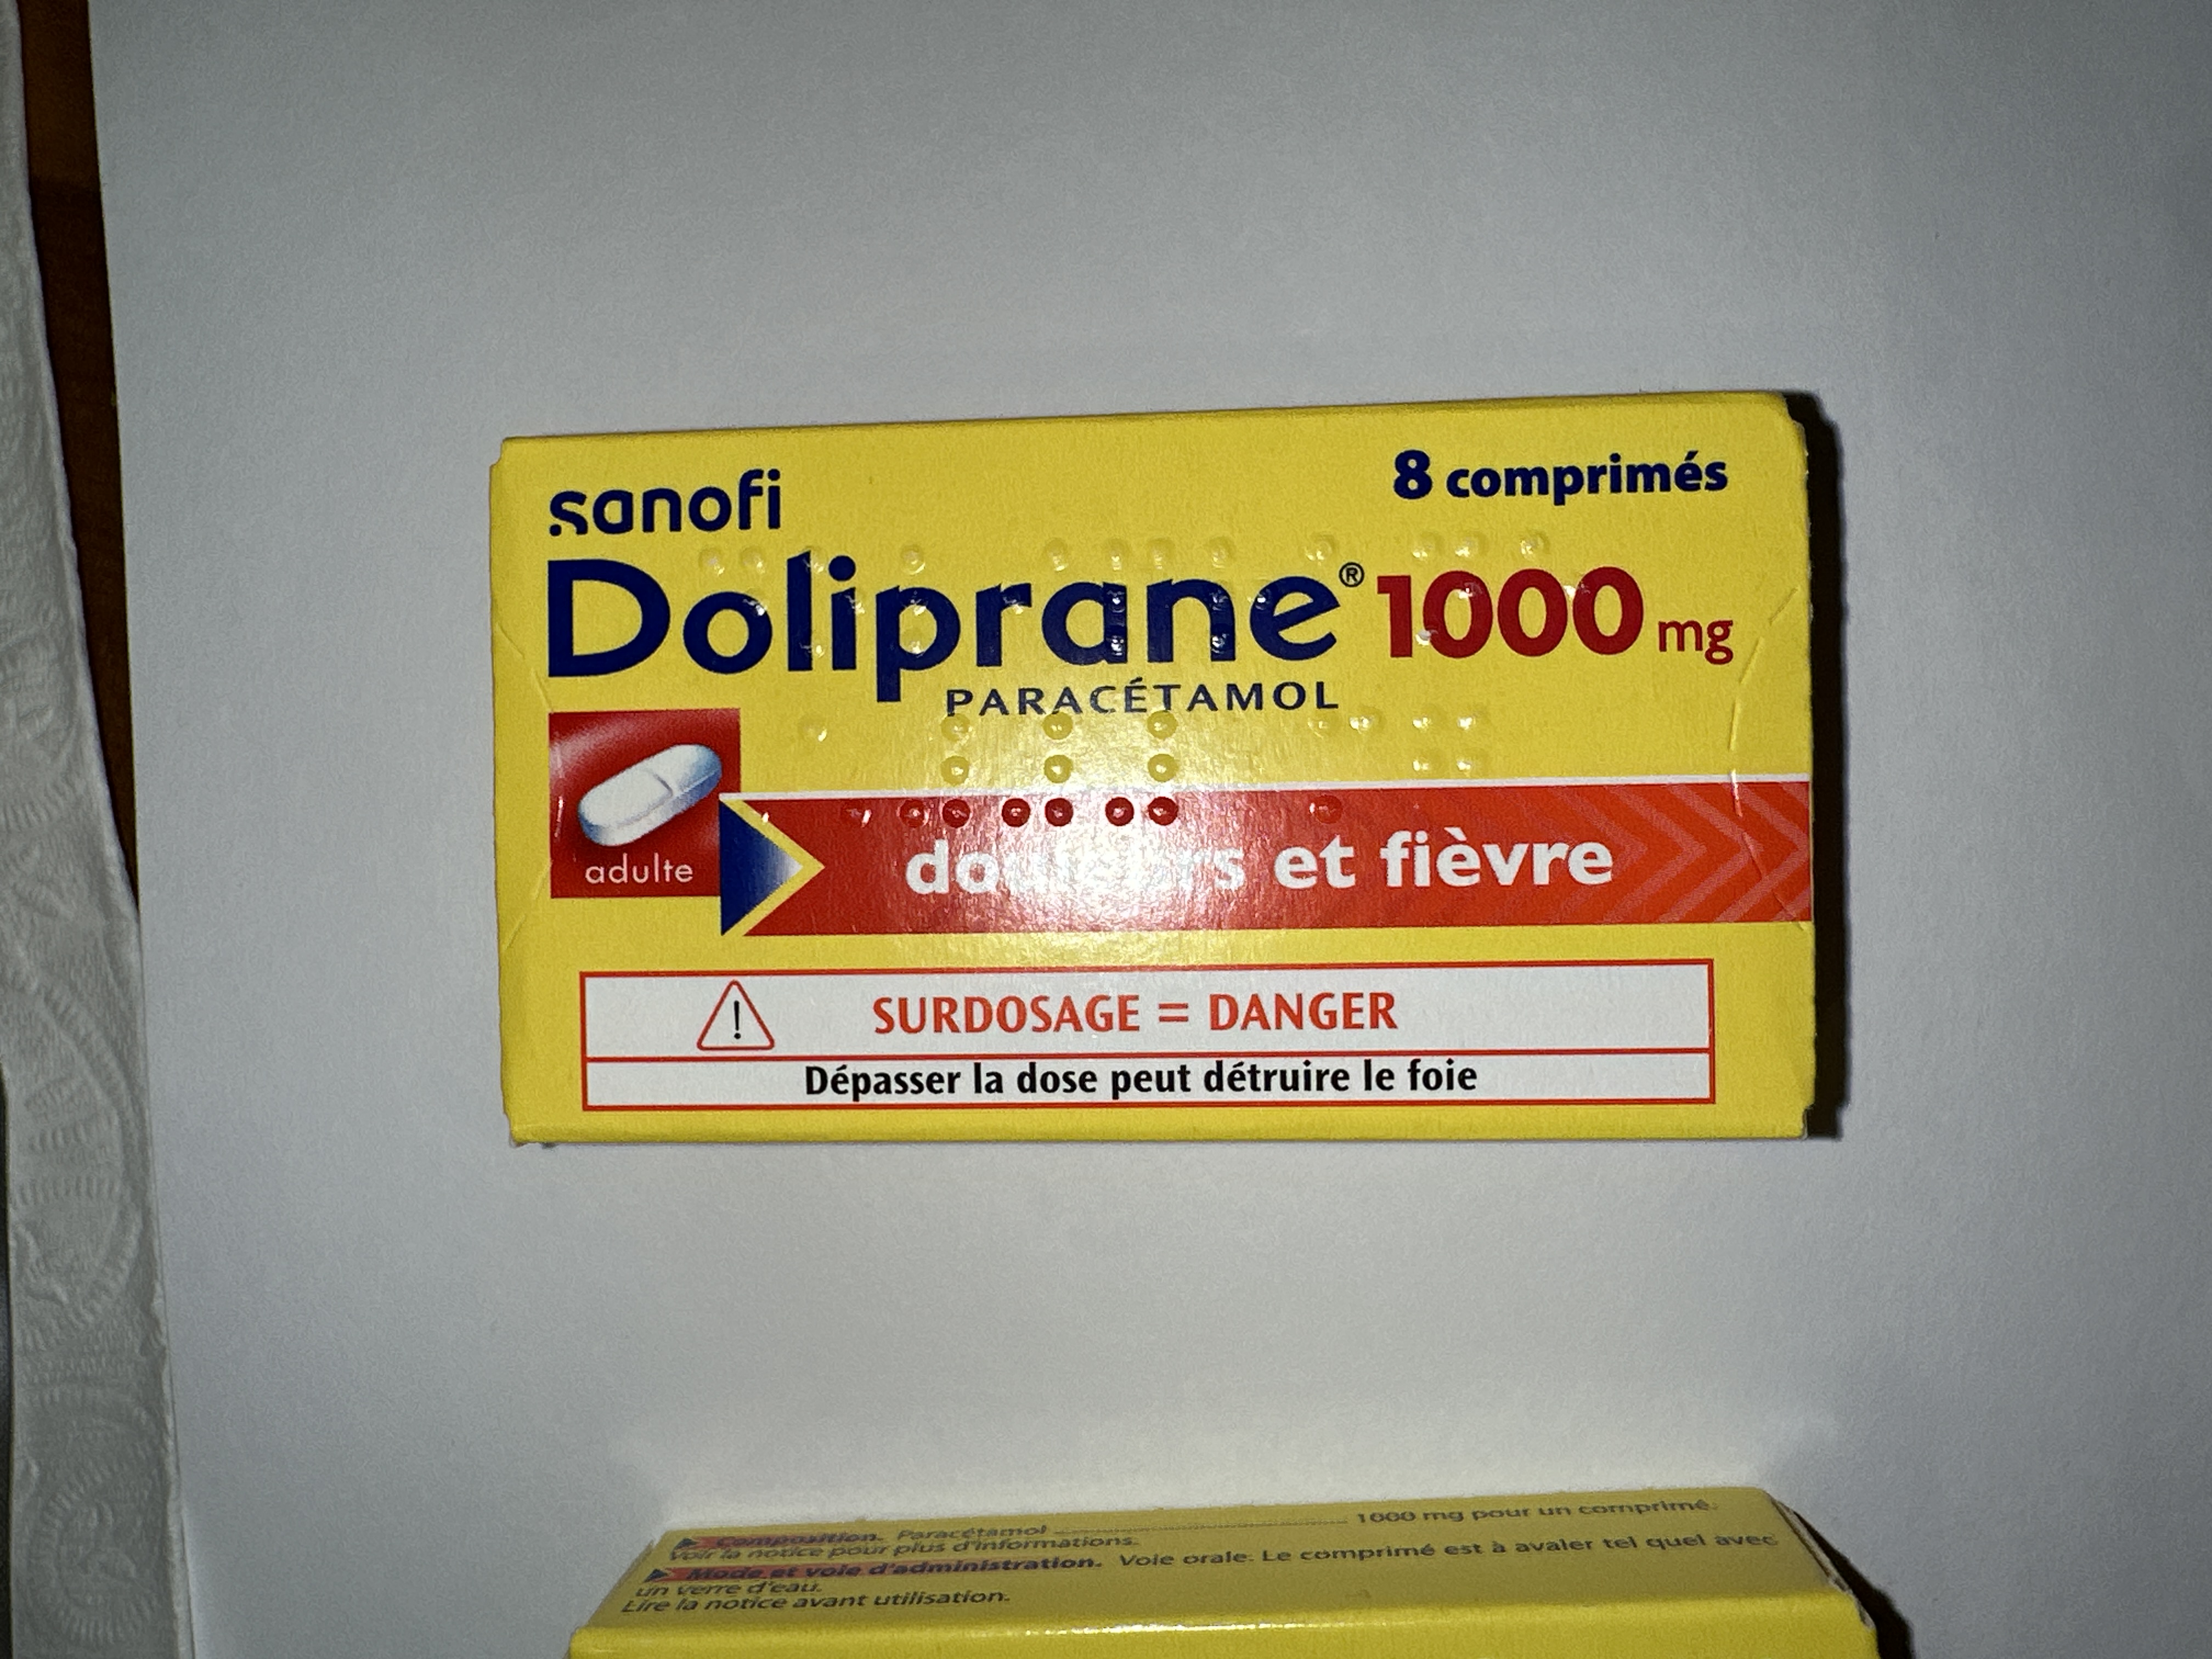 sanofi
8 comprimés
Doliprane® 1000 mg
PARACÉTAMOL
adulte
douleurs et fièvre
SURDOSAGE = DANGER
Dépasser la dose peut détruire le foie
Composition. Paracétamol 1000 mg pour un comprimé.
Voir la notice pour plus d'informations.
Mode et voie d'administration. Voie orale. Le comprimé est à avaler tel quel avec
un verre d'eau.
Lire la notice avant utilisation.